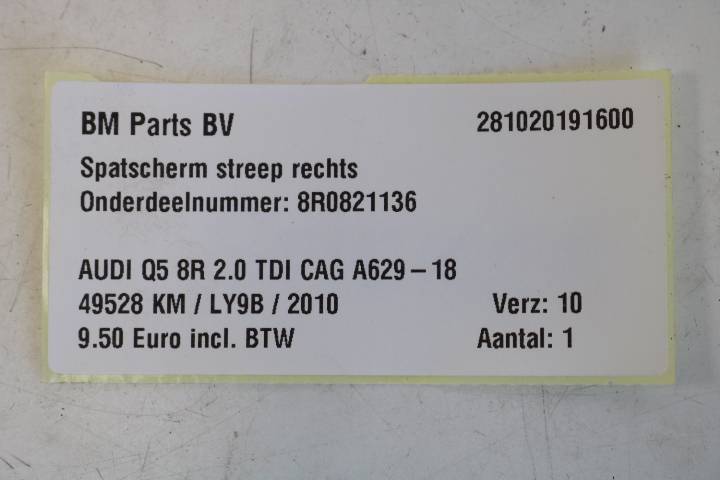 BM Parts BV 281020191600
Spatscherm streep rechts
Onderdeelnummer: 8R0821136
AUDI Q5 8R 2.0 TDI CAG A629 – 18
49528 KM / LY9B / 2010 Verz: 10
9.50 Euro incl. BTW Aantal: 1